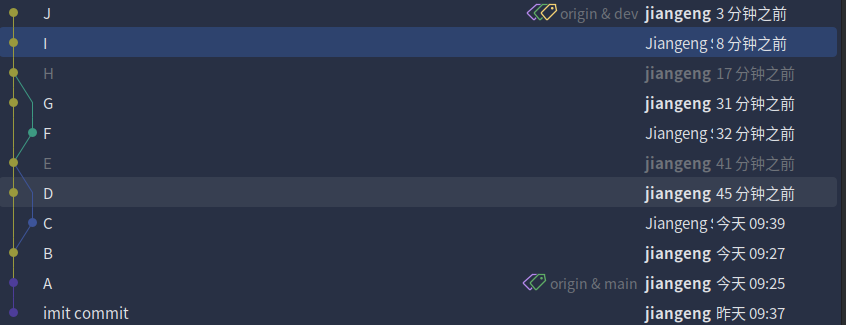 J origin & dev jiangeng 3 分钟之前
I Jiangeng 8 分钟之前
H jiangeng 17 分钟之前
G jiangeng 31 分钟之前
F Jiangeng 32 分钟之前
E jiangeng 41 分钟之前
D jiangeng 45 分钟之前
C Jiangeng 今天 09:39
B jiangeng 今天 09:27
A origin & main jiangeng 今天 09:25
imit commit jiangeng 昨天 09:37